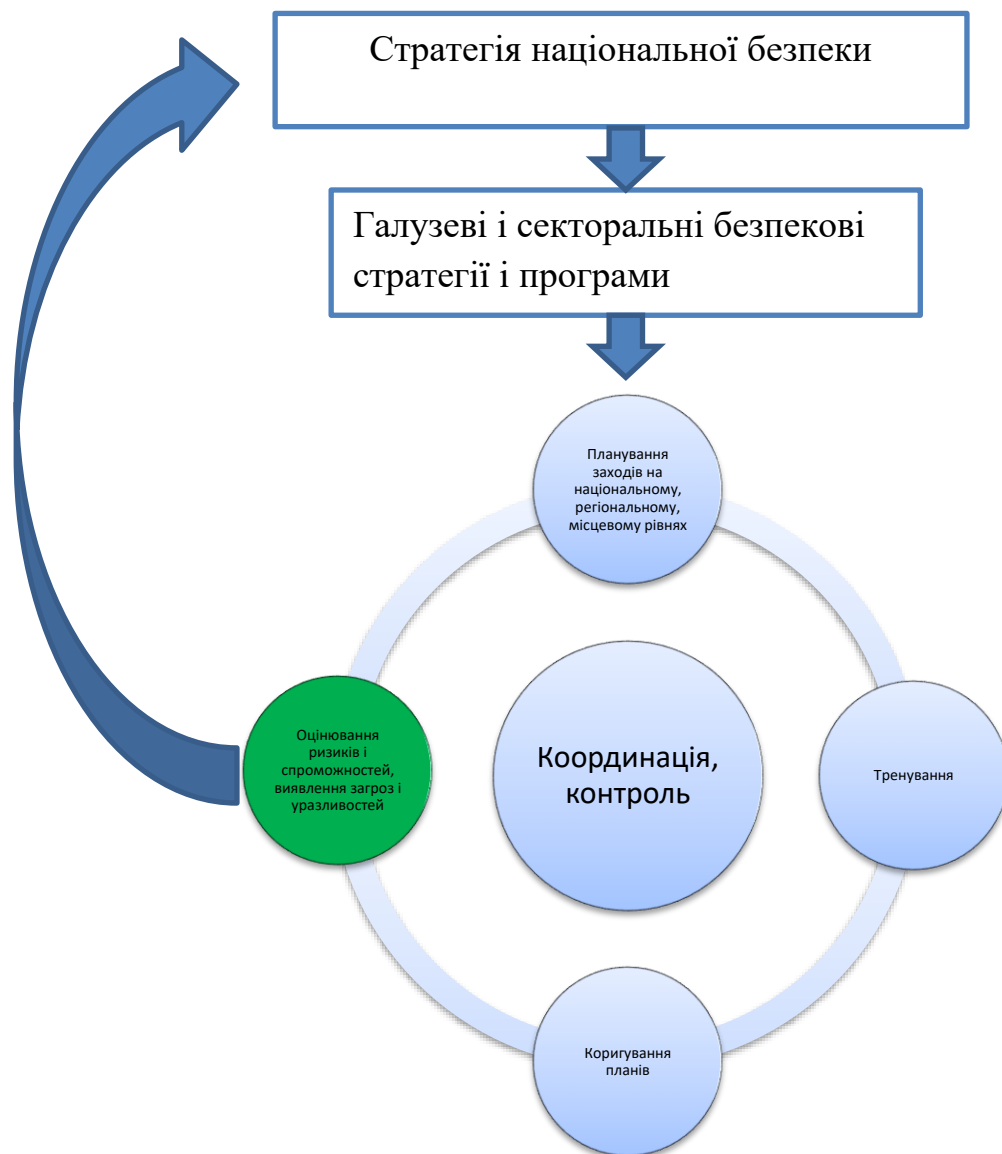 Стратегія національної безпеки
Галузеві і секторальні безпекові
стратегії і програми
Планування
заходів на
національному,
регіональному,
місцевому рівнях
Оцінювання
ризиків і
спроможностей,
виявлення загроз і
уразливостей
Координація,
контроль
Тренування
Коригування
планів